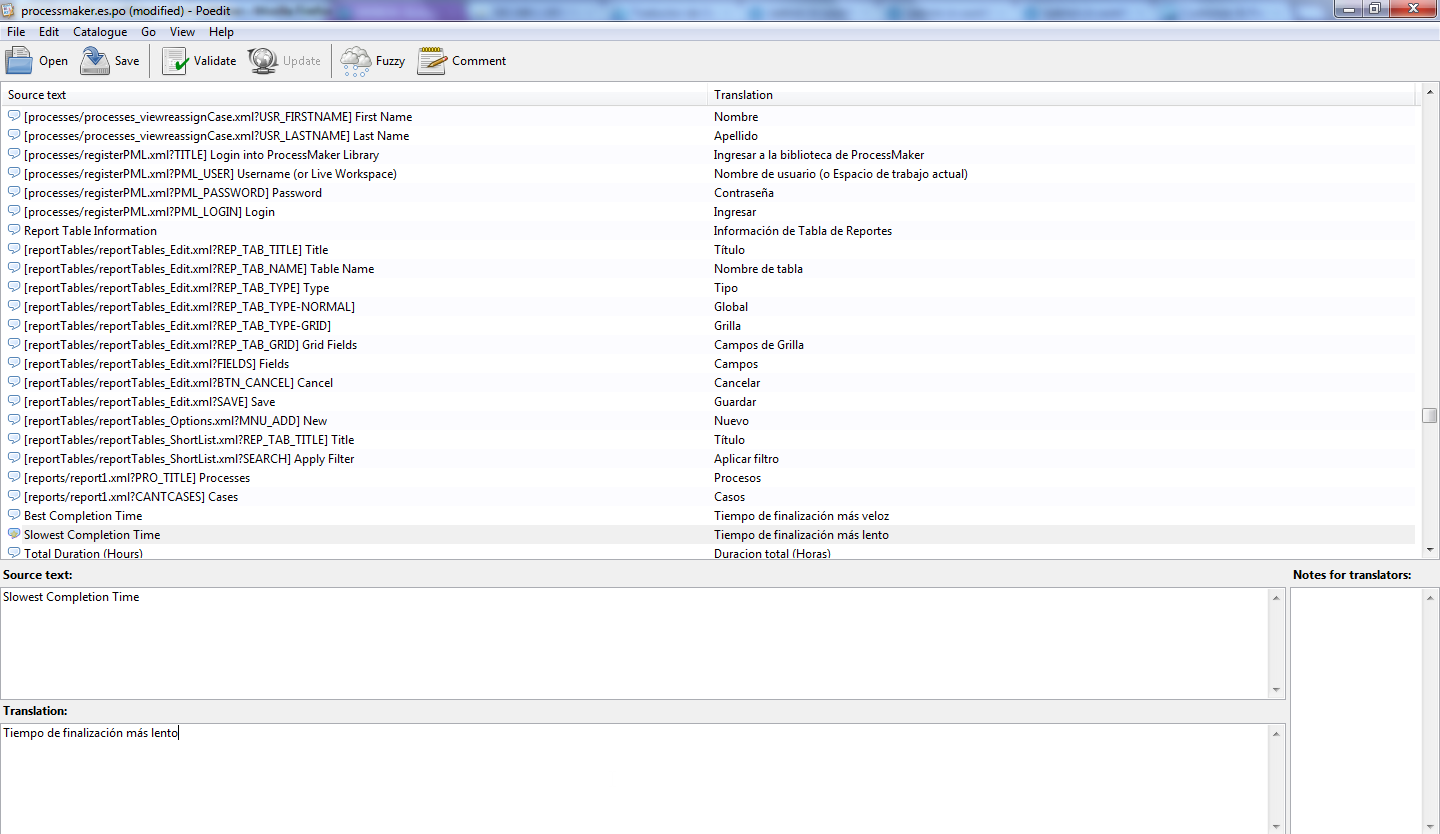 processmaker.es.po (modified) - Poedit
File Edit Catalogue Go View Help
Open Save Validate Update Fuzzy Comment
Source text Translation
[processes/processes_viewreassignCase.xml?USR_FIRSTNAME] First Name Nombre
[processes/processes_viewreassignCase.xml?USR_LASTNAME] Last Name Apellido
[processes/registerPML.xml?TITLE] Login into ProcessMaker Library Ingresar a la biblioteca de ProcessMaker
[processes/registerPML.xml?PML_USER] Username (or Live Workspace) Nombre de usuario (o Espacio de trabajo actual)
[processes/registerPML.xml?PML_PASSWORD] Password Contraseña
[processes/registerPML.xml?PML_LOGIN] Login Ingresar
Report Table Information Información de Tabla de Reportes
[reportTables/reportTables_Edit.xml?REP_TAB_TITLE] Title Título
[reportTables/reportTables_Edit.xml?REP_TAB_NAME] Table Name Nombre de tabla
[reportTables/reportTables_Edit.xml?REP_TAB_TYPE] Type Tipo
[reportTables/reportTables_Edit.xml?REP_TAB_TYPE-NORMAL] Global
[reportTables/reportTables_Edit.xml?REP_TAB_TYPE-GRID] Grilla
[reportTables/reportTables_Edit.xml?REP_TAB_GRID] Grid Fields Campos de Grilla
[reportTables/reportTables_Edit.xml?FIELDS] Fields Campos
[reportTables/reportTables_Edit.xml?BTN_CANCEL] Cancel Cancelar
[reportTables/reportTables_Edit.xml?SAVE] Save Guardar
[reportTables/reportTables_Options.xml?MNU_ADD] New Nuevo
[reportTables/reportTables_ShortList.xml?REP_TAB_TITLE] Title Título
[reportTables/reportTables_ShortList.xml?SEARCH] Apply Filter Aplicar filtro
[reports/report1.xml?PRO_TITLE] Processes Procesos
[reports/report1.xml?CANTCASES] Cases Casos
Best Completion Time Tiempo de finalización más veloz
Slowest Completion Time Tiempo de finalización más lento
Total Duration (Hours) Duracion total (Horas)
Source text: Notes for translators:
Slowest Completion Time
Translation:
Tiempo de finalización más lento